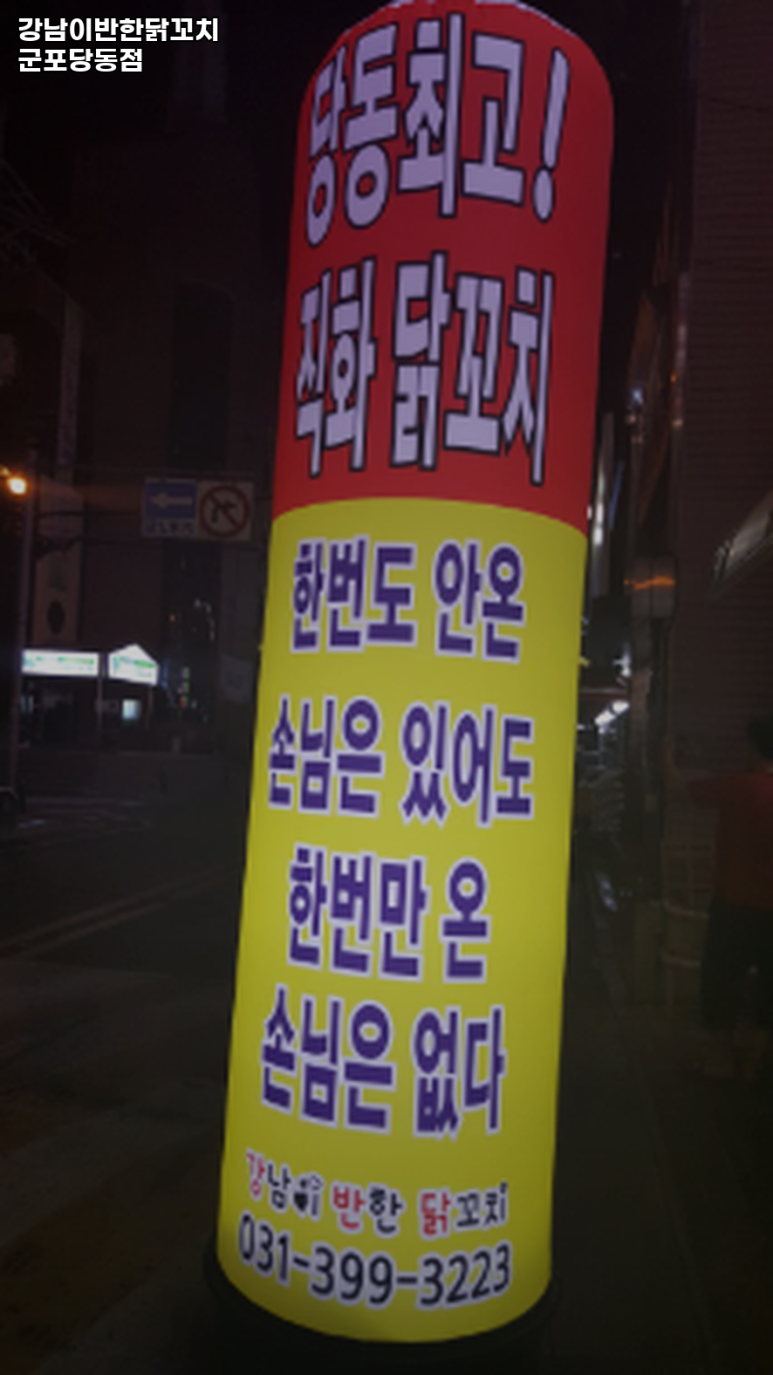 강남이반한닭꼬치
군포당동점
당동최고!
직화 닭꼬치
한번도 안온
손님은 있어도
한번만 온
손님은 없다
강남이 반한 닭꼬치
031-399-3223